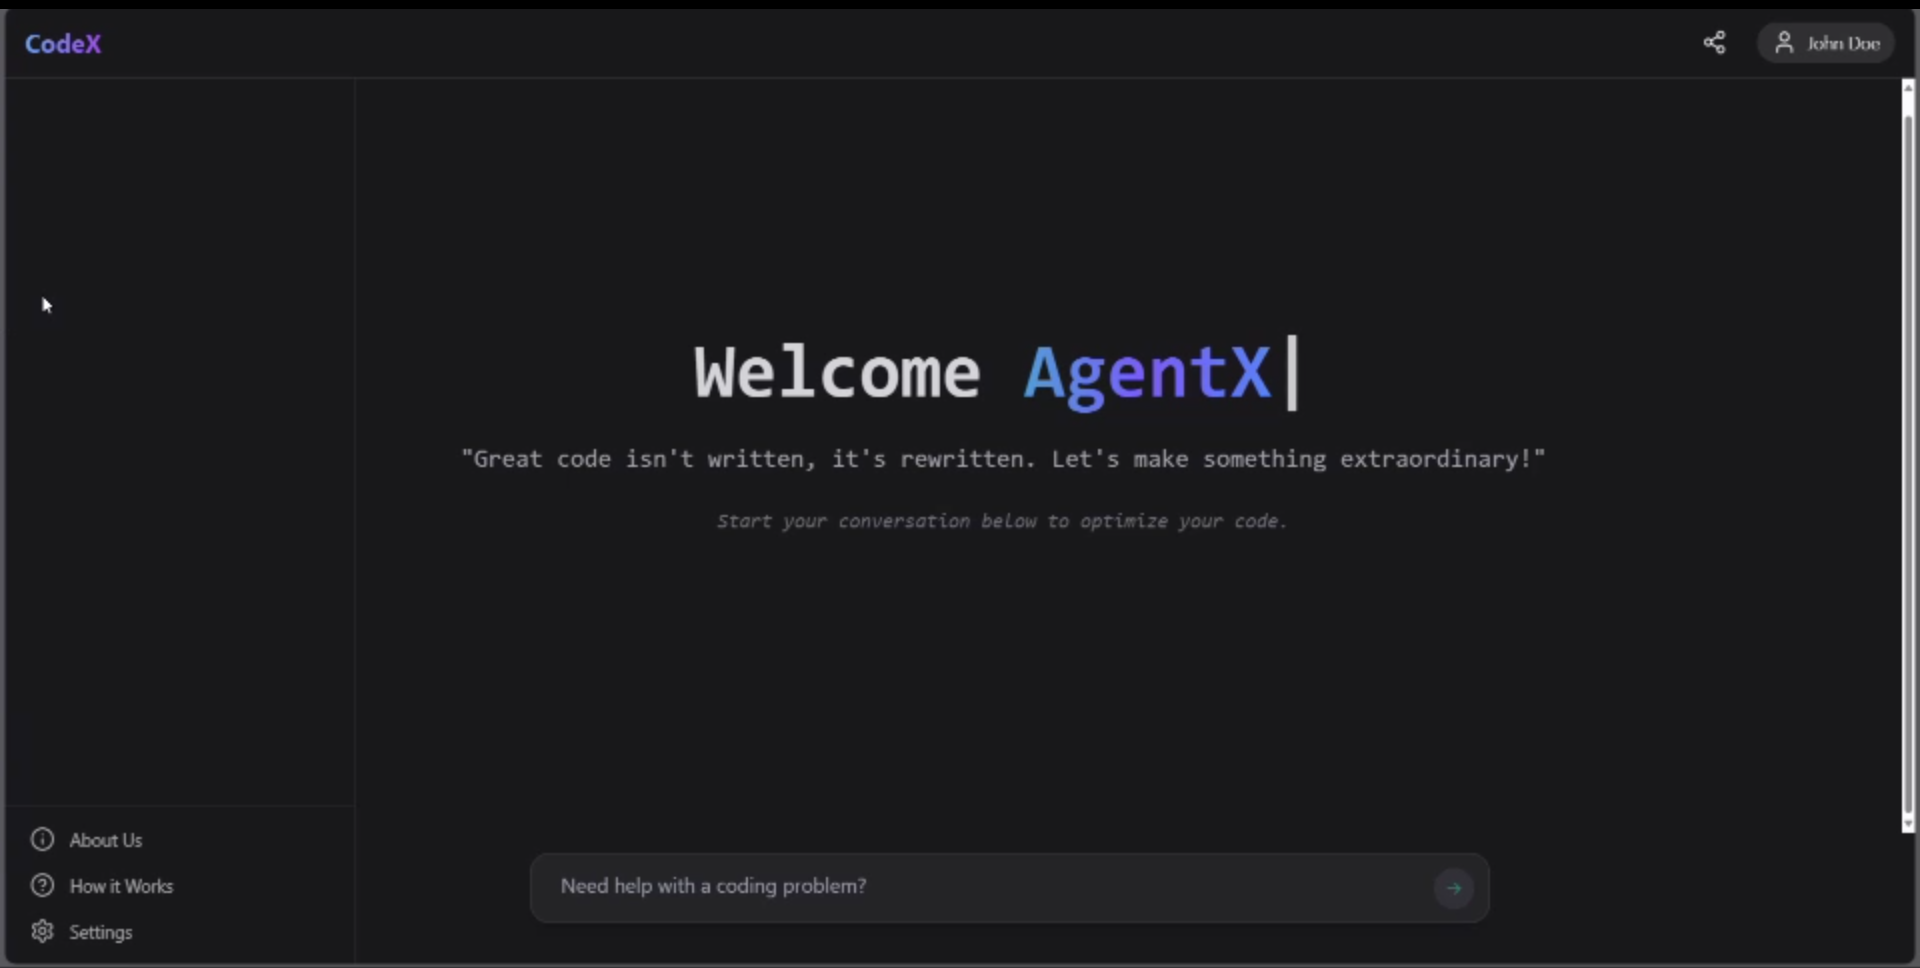 CodeX
John Doe
Welcome AgentX|
"Great code isn't written, it's rewritten. Let's make something extraordinary!"
Start your conversation below to optimize your code.
About Us
How it Works
Settings
Need help with a coding problem?